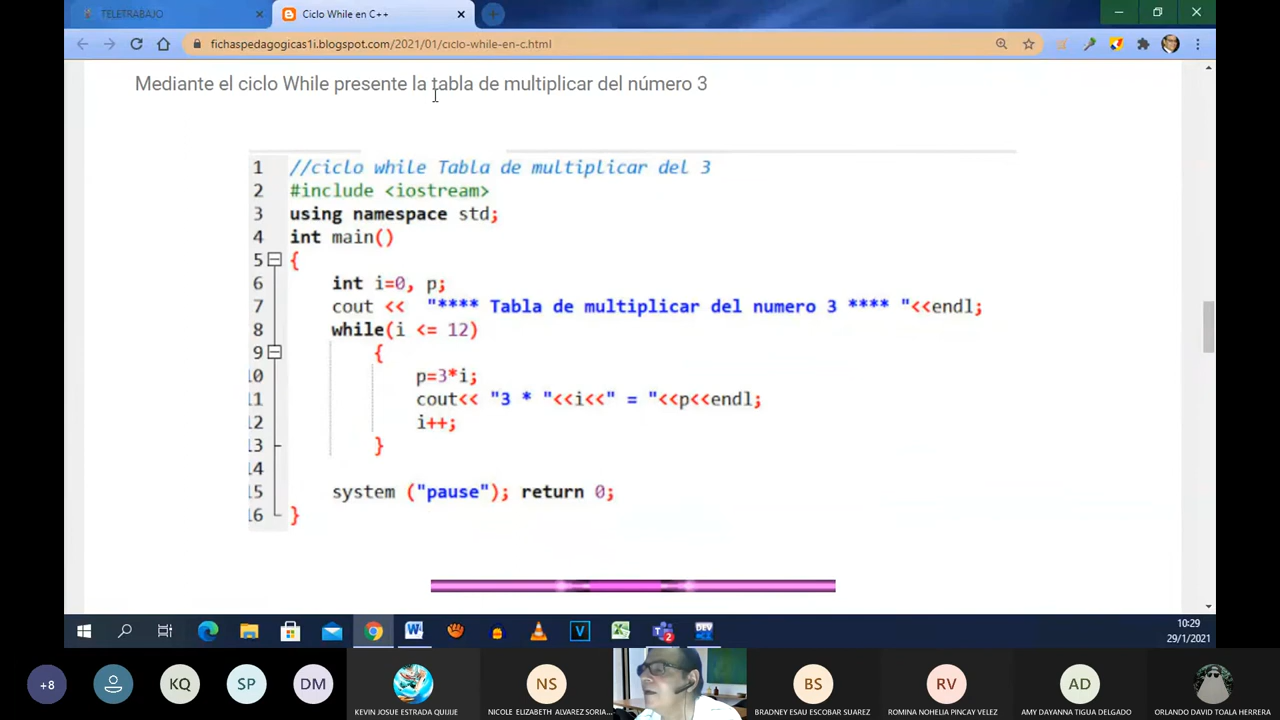 TELETRABAJO
Ciclo While en C++
fichaspedagogicas1i.blogspot.com/2021/01/ciclo-while-en-c.html
Mediante el ciclo While presente la tabla de multiplicar del número 3
1 //ciclo while Tabla de multiplicar del 3
2 #include <iostream>
3 using namespace std;
4 int main()
5 {
6 int i=0, p;
7 cout << "**** Tabla de multiplicar del numero 3 **** "<<endl;
8 while(i <= 12)
9 {
10 p=3*i;
11 cout<< "3 * "<<i<<" = "<<p<<endl;
12 i++;
13 }
14
15 system ("pause"); return 0;
16 }
DEV
10:29
29/1/2021
+8
KQ
SP
DM
NS
BS
RV
AD
KEVIN JOSUE ESTRADA QUIJIJE
NICOLE ELIZABETH ALVAREZ SORIA...
BRADNEY ESAU ESCOBAR SUAREZ
ROMINA NOHELIA PINCAY VELEZ
AMY DAYANNA TIGUA DELGADO
ORLANDO DAVID TOALA HERRERA